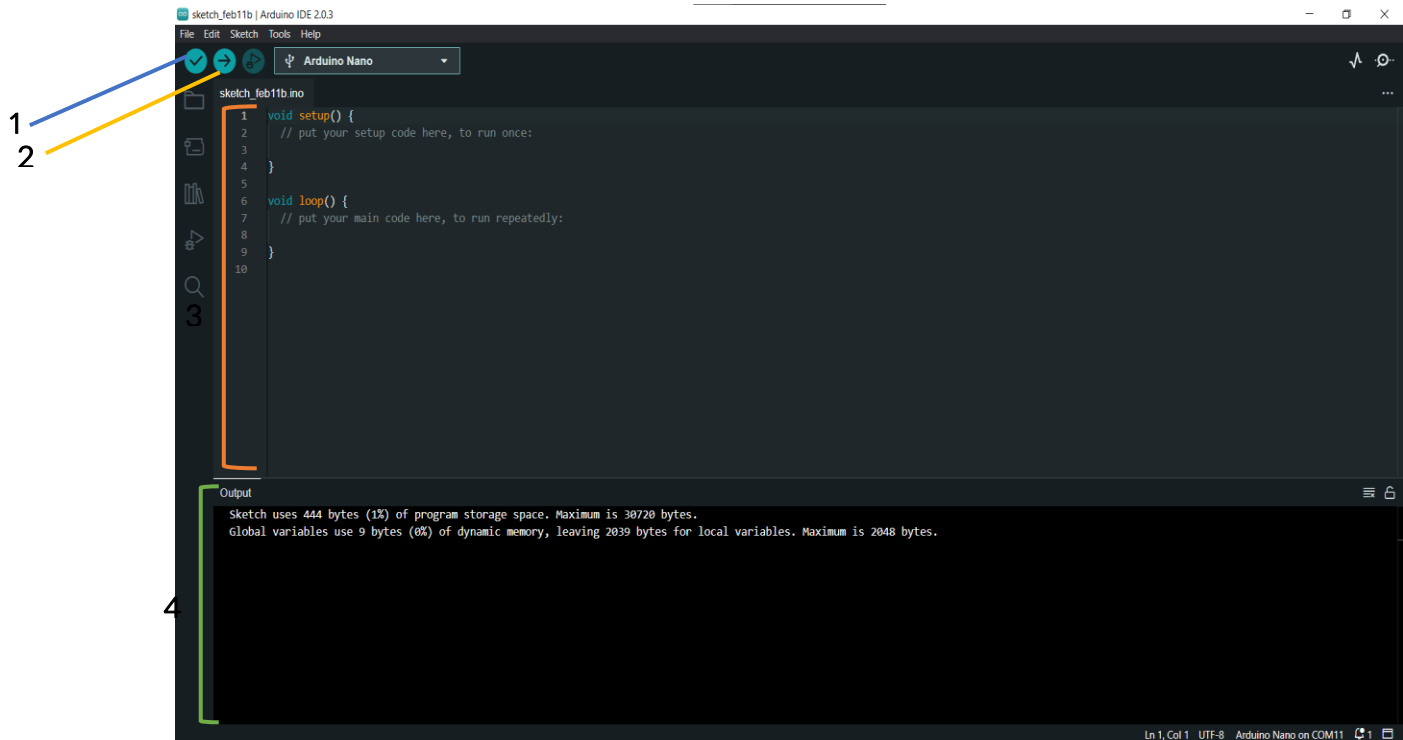 sketch_feb11b | Arduino IDE 2.0.3
File Edit Sketch Tools Help
Arduino Nano
1
2
sketch_feb11b.ino
1 void setup() {
2 // put your setup code here, to run once:
3
4 }
5
6 void loop() {
7 // put your main code here, to run repeatedly:
8
9 }
10
3
Output
Sketch uses 444 bytes (1%) of program storage space. Maximum is 30720 bytes.
Global variables use 9 bytes (0%) of dynamic memory, leaving 2039 bytes for local variables. Maximum is 2048 bytes.
4
Ln 1, Col 1 UTF-8 Arduino Nano on COM11 1